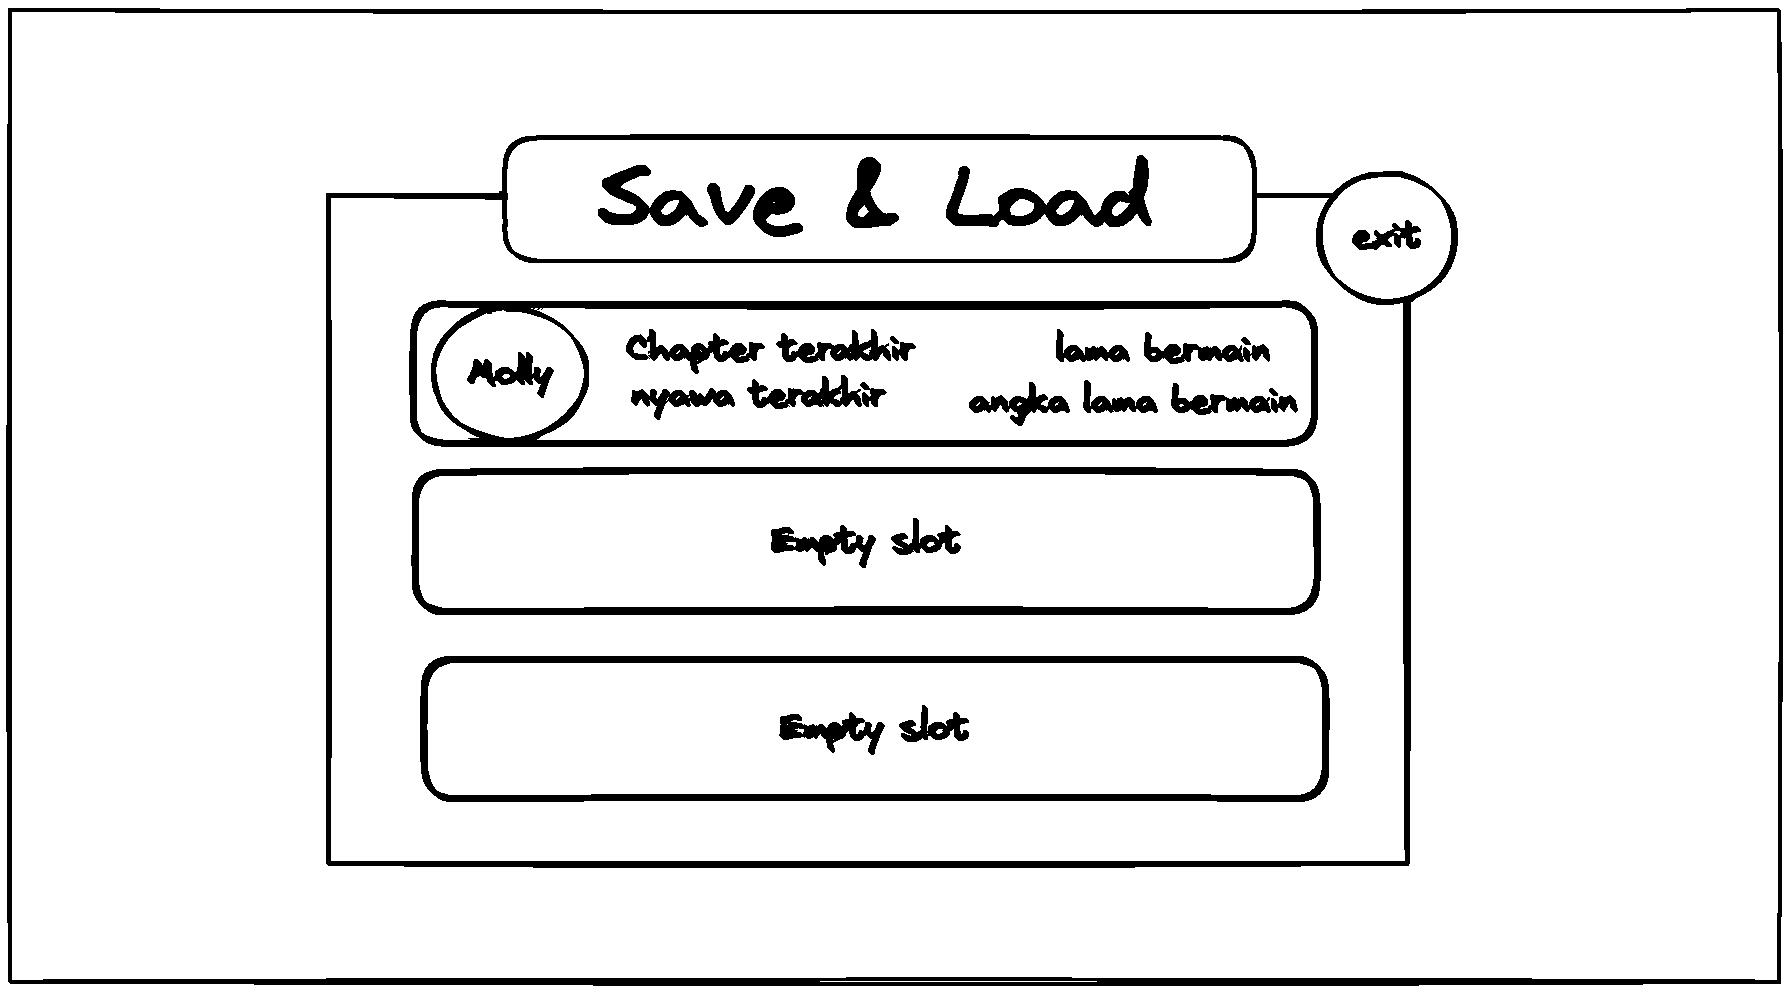 Save & Load
exit
Molly
Chapter terakhir
nyawa terakhir
lama bermain
angka lama bermain
Empty slot
Empty slot